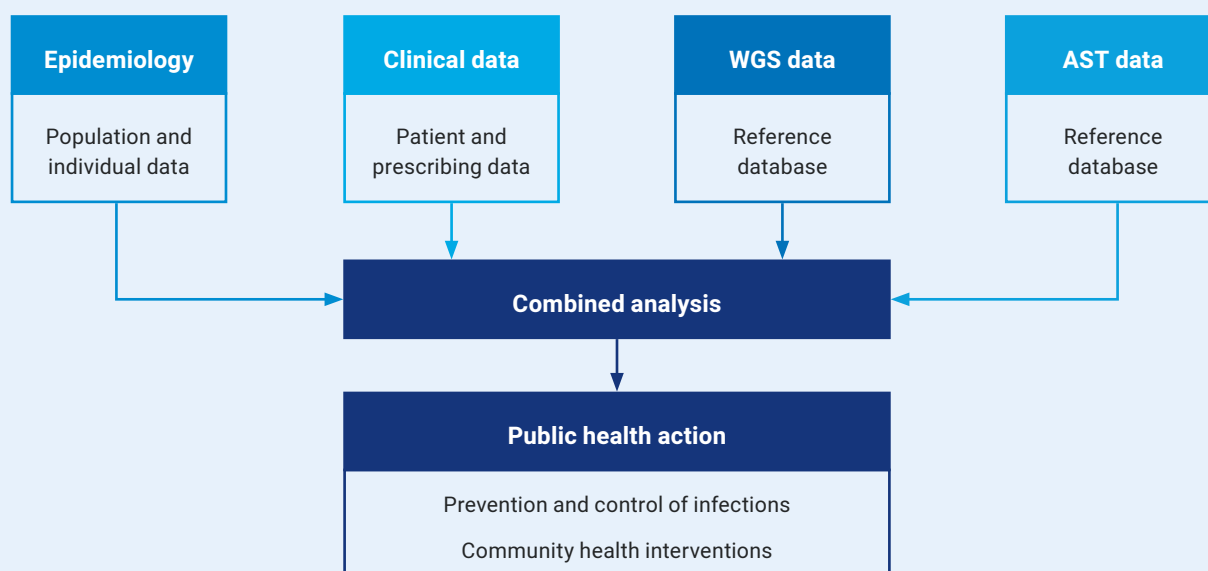 Epidemiology
Population and
individual data
Clinical data
Patient and
prescribing data
WGS data
Reference
database
AST data
Reference
database
Combined analysis
Public health action
Prevention and control of infections
Community health interventions